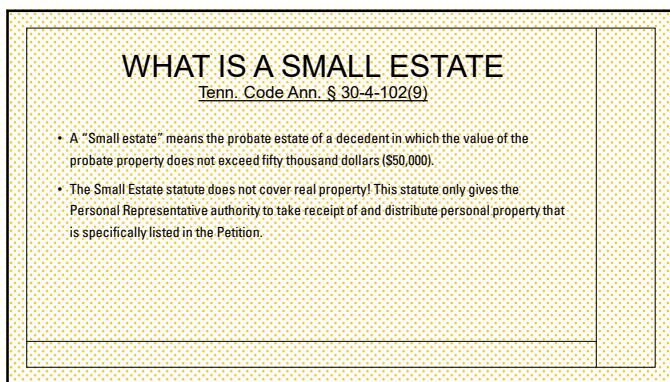 WHAT IS A SMALL ESTATE
Tenn. Code Ann. § 30-4-102(9)
• A “Small estate” means the probate estate of a decedent in which the value of the
probate property does not exceed fifty thousand dollars ($50,000).
• The Small Estate statute does not cover real property! This statute only gives the
Personal Representative authority to take receipt of and distribute personal property that
is specifically listed in the Petition.